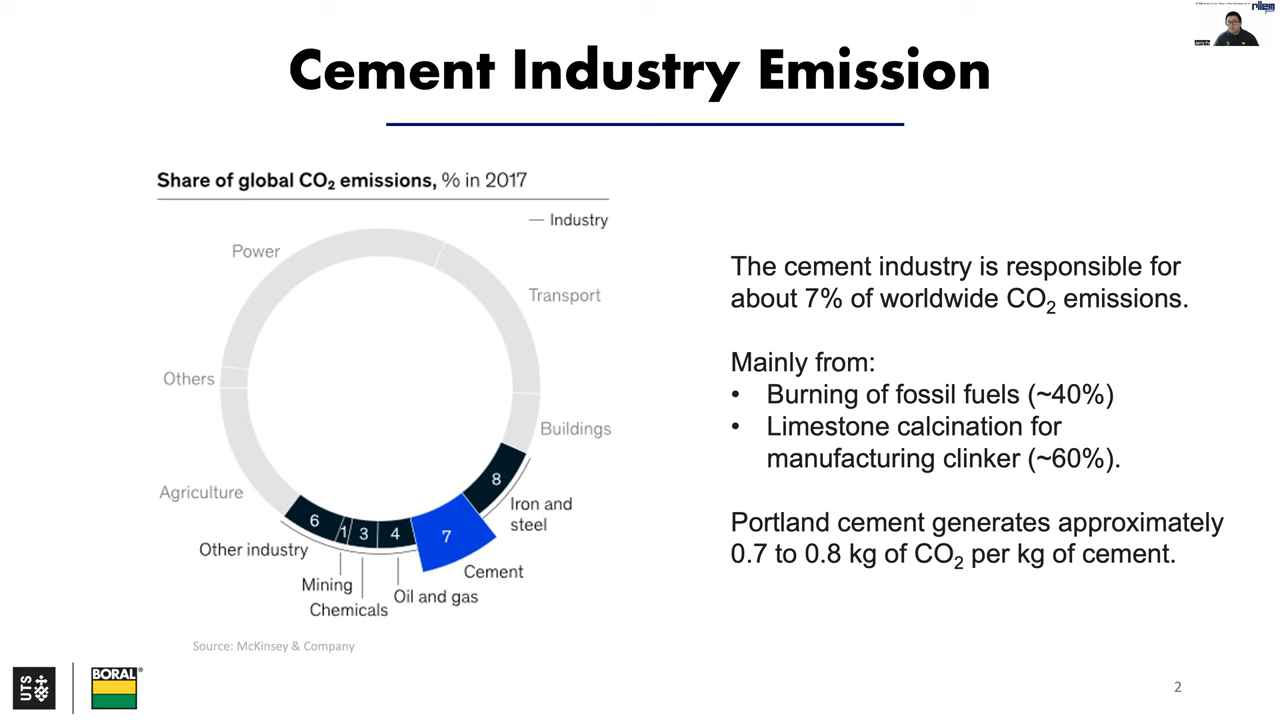 rilem
Cement Industry Emission
Share of global CO₂ emissions, % in 2017
— Industry
Power
Transport
Others
Buildings
Agriculture
8
Iron and
steel
6
1
3
4
7
Other industry
Cement
Mining
Oil and gas
Chemicals
Source: McKinsey & Company
The cement industry is responsible for
about 7% of worldwide CO₂ emissions.
Mainly from:
• Burning of fossil fuels (~40%)
• Limestone calcination for
manufacturing clinker (~60%).
Portland cement generates approximately
0.7 to 0.8 kg of CO₂ per kg of cement.
UTS
BORAL®
2